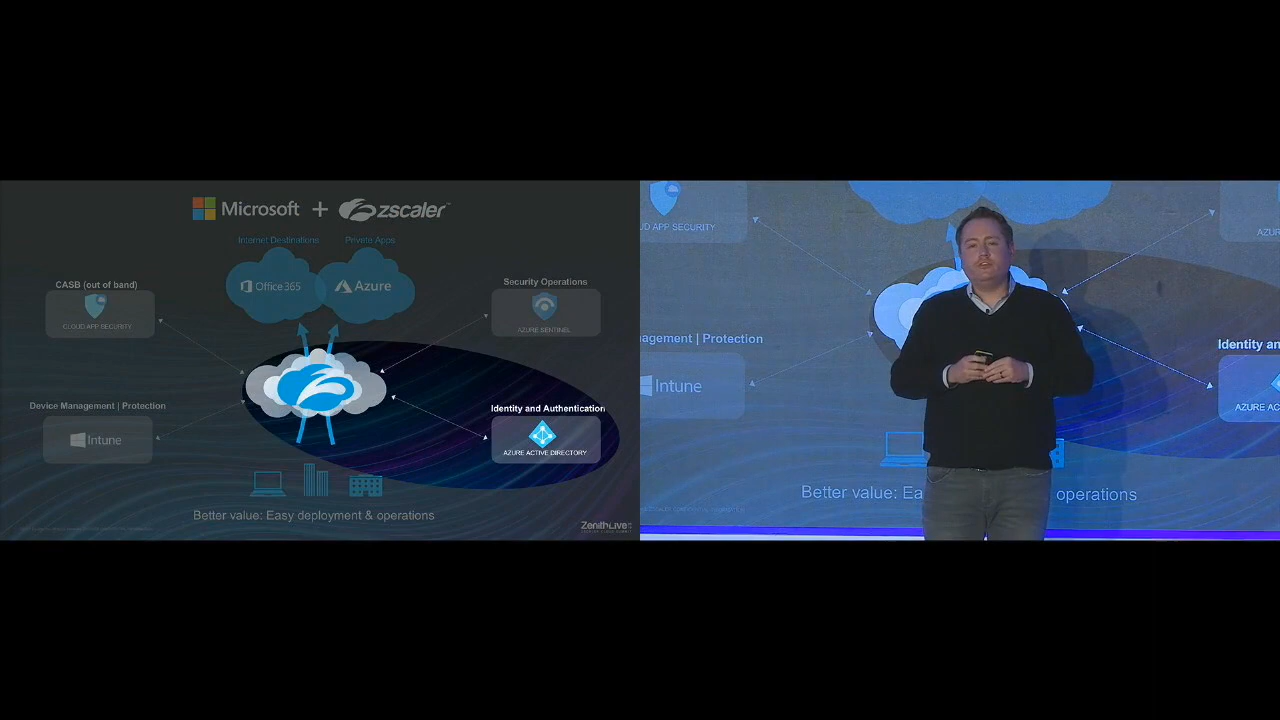 Microsoft + zscaler
Internet Destinations
Private Apps
Office 365
Azure
CASB (out of band)
CLOUD APP SECURITY
Security Operations
AZURE SENTINEL
Device Management | Protection
Intune
Identity and Authentication
AZURE ACTIVE DIRECTORY
Better value: Easy deployment & operations
ZenithLive
UD APP SECURITY
AZUR
agement | Protection
Intune
Identity an
AZURE AC
Better value: Ea
operations